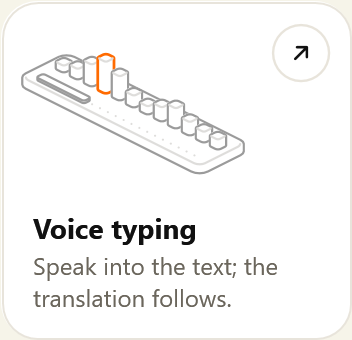 Voice typing
Speak into the text; the
translation follows.